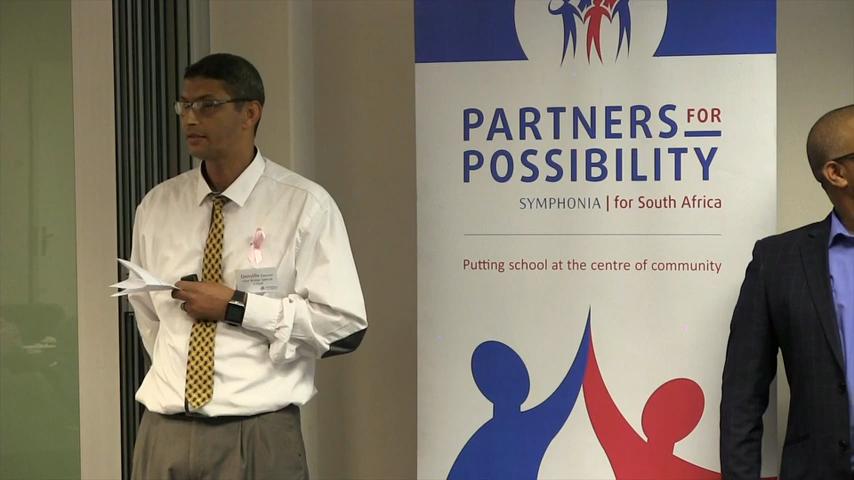 PARTNERS FOR
POSSIBILITY
SYMPHONIA | for South Africa
Putting school at the centre of community